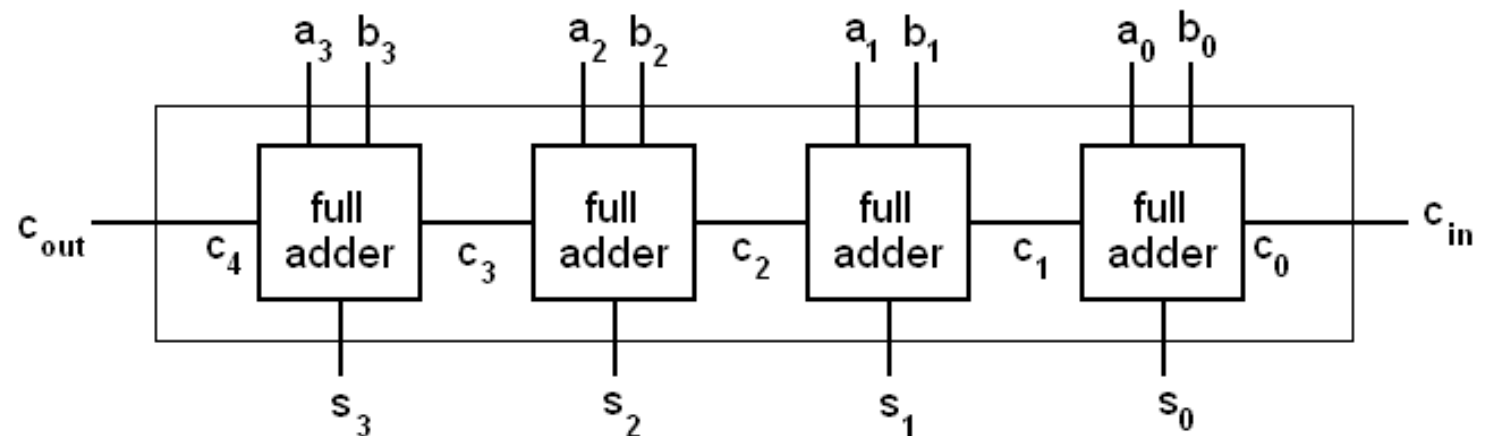 a3 b3 a2 b2 a1 b1 a0 b0
full adder full adder full adder full adder
cout c4 c3 c2 c1 c0 cin
s3 s2 s1 s0